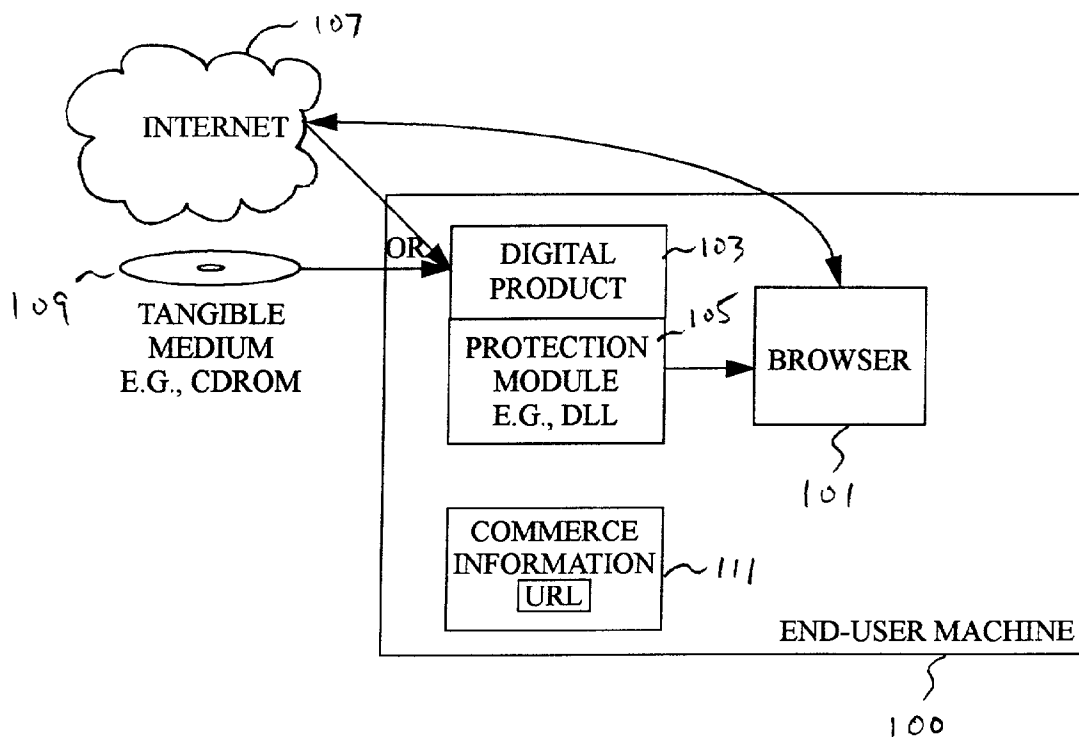 107
INTERNET
OR
DIGITAL
PRODUCT
103
109
TANGIBLE
MEDIUM
E.G., CDROM
105
PROTECTION
MODULE
E.G., DLL
BROWSER
101
COMMERCE
INFORMATION
URL
111
END-USER MACHINE
100